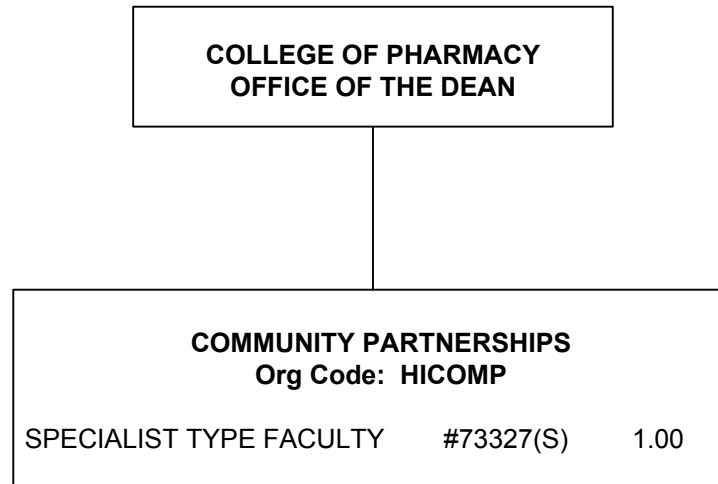 COLLEGE OF PHARMACY
OFFICE OF THE DEAN
COMMUNITY PARTNERSHIPS
Org Code: HICOMP
SPECIALIST TYPE FACULTY #73327(S) 1.00